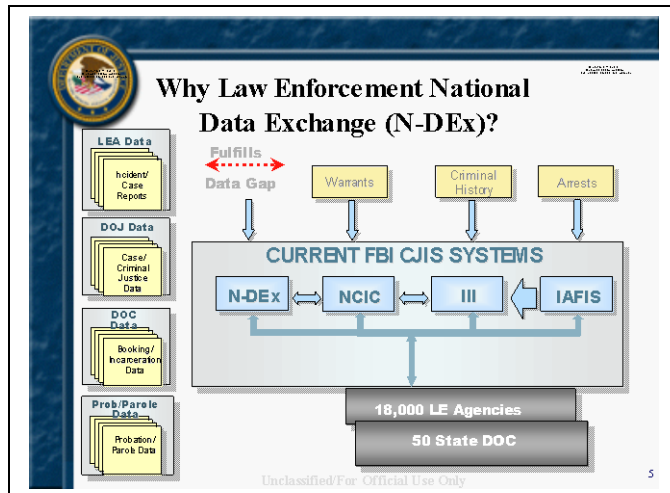 Why Law Enforcement National
Data Exchange (N-DEx)?
LEA Data
Incident/
Case
Reports
DOJ Data
Case/
Criminal
Justice
Data
DOC
Data
Booking/
Incarceration
Data
Prob/Parole
Data
Probation/
Parole Data
Fulfills
Data Gap
Warrants
Criminal
History
Arrests
CURRENT FBI CJIS SYSTEMS
N-DEx
NCIC
III
IAFIS
18,000 LE Agencies
50 State DOC
Unclassified/For Official Use Only
5